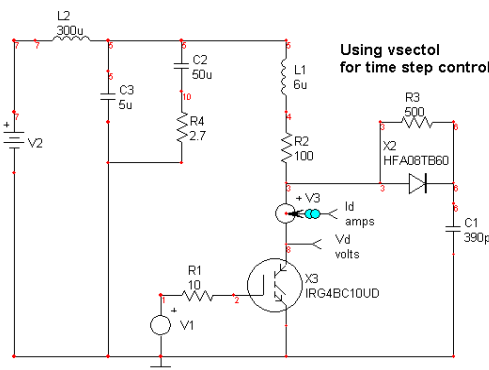 L2
300u
7
7
5
5
5
Using vsectol
for time step control
C2
50u
L1
6u
5
C3
5u
10
R4
2.7
4
R3
500
7
+
V2
R2
100
3
6
X2
HFA08TB60
3
3
6
+ V3
Id
amps
6
C1
390p
Vd
volts
8
R1
10
X3
IRG4BC10UD
1
2
+
V1